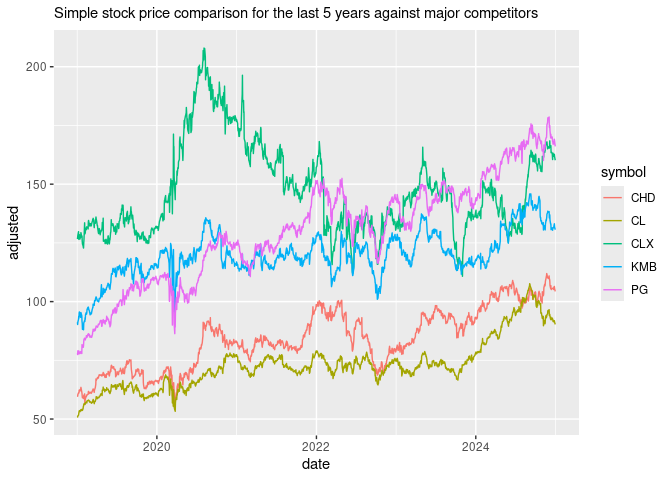 Simple stock price comparison for the last 5 years against major competitors
adjusted
200
150
100
50
2020
2022
2024
date
symbol
CHD
CL
CLX
KMB
PG